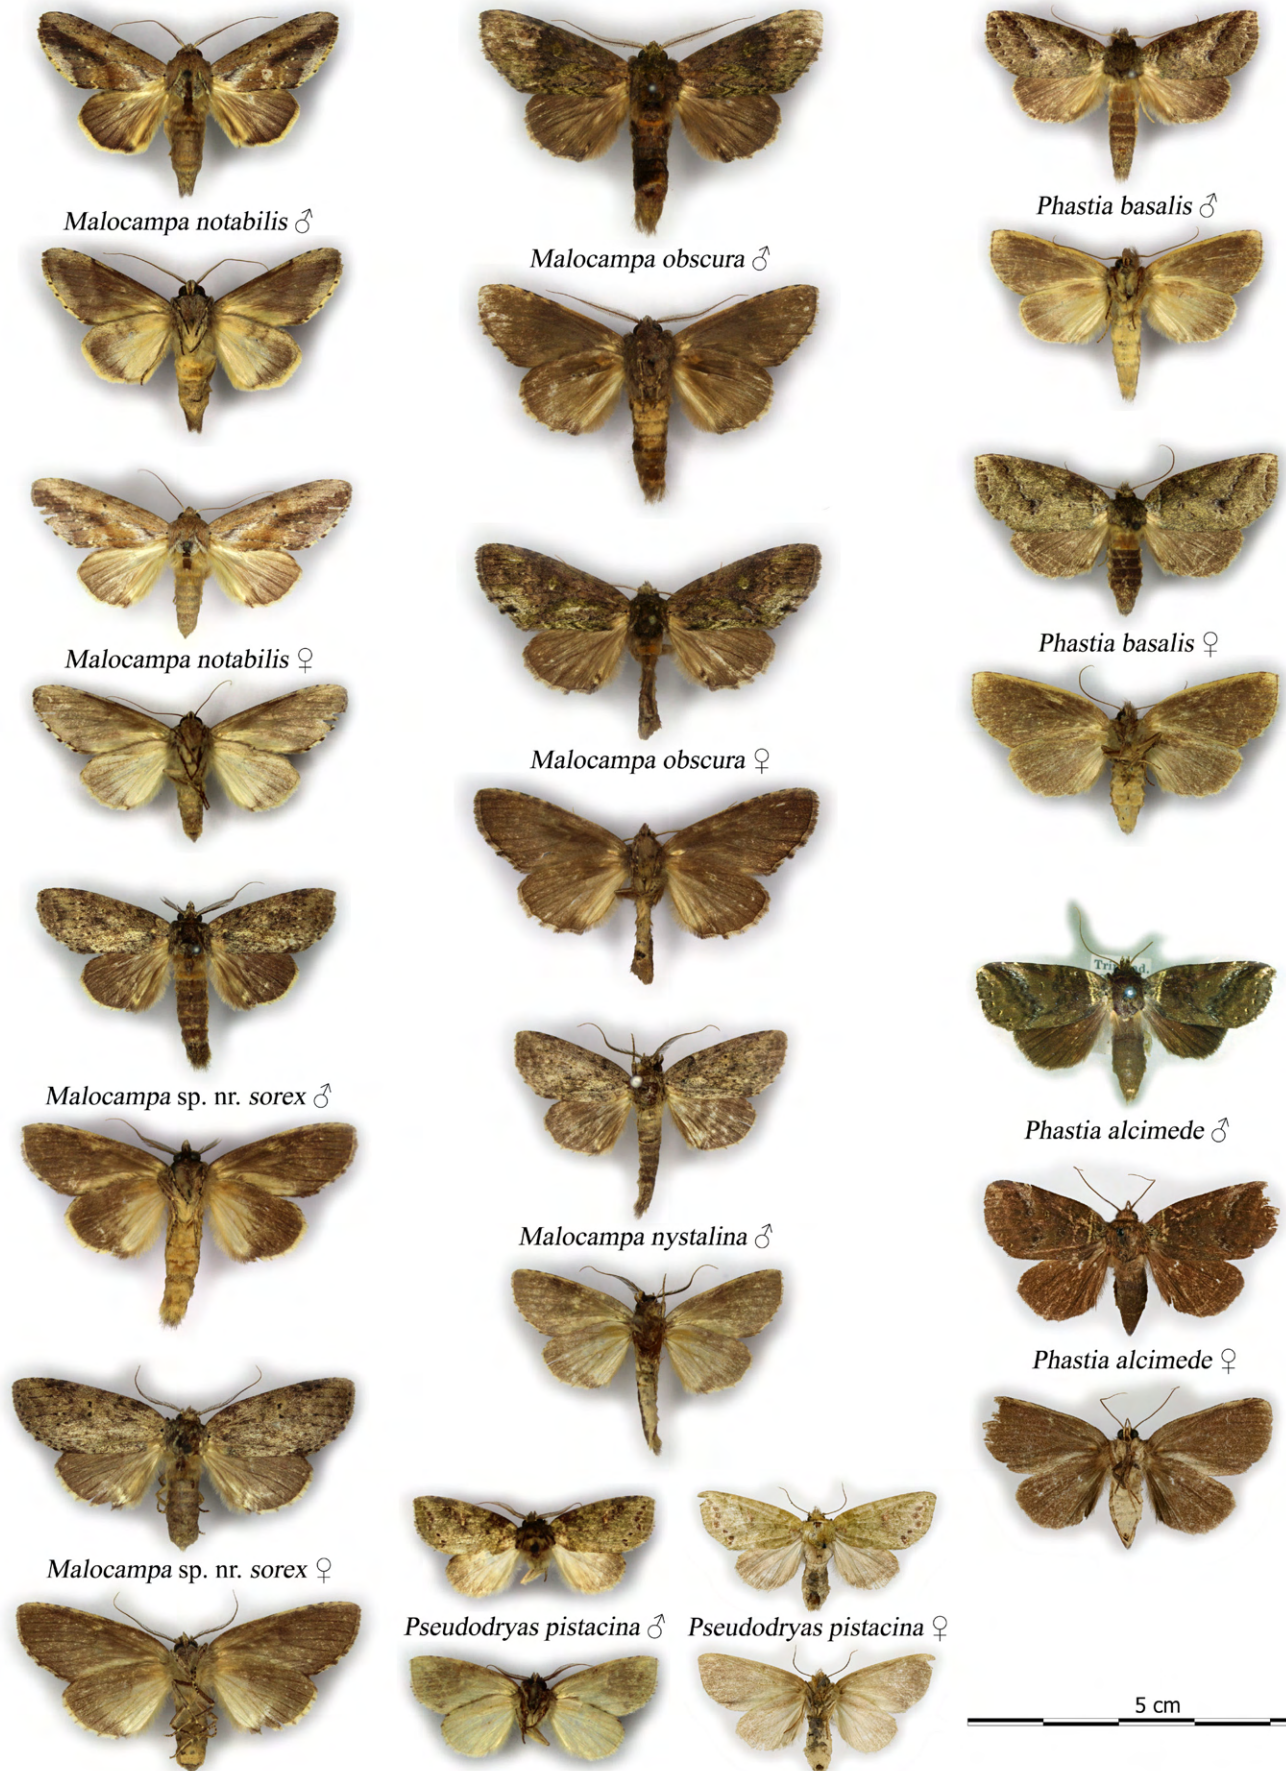 Malocampa notabilis ♂
Malocampa obscura ♂
Phastia basalis ♂
Malocampa notabilis ♀
Malocampa obscura ♀
Phastia basalis ♀
Malocampa sp. nr. sorex ♂
Malocampa nystalina ♂
Phastia alcimede ♂
Phastia alcimede ♀
Malocampa sp. nr. sorex ♀
Pseudodryas pistacina ♂
Pseudodryas pistacina ♀
5 cm